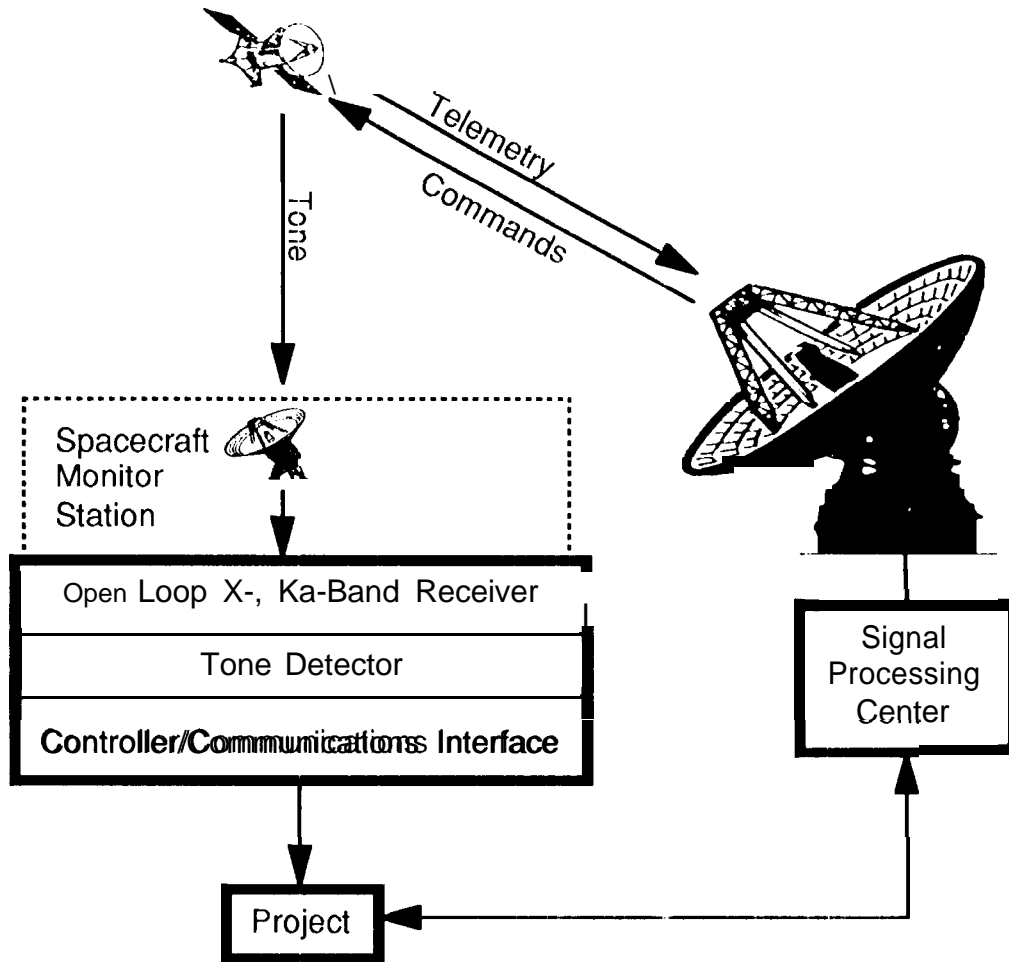 Telemetry
Commands
Tone
Spacecraft
Monitor
Station
Open Loop X-, Ka-Band Receiver
Tone Detector
Controller/Communications Interface
Signal
Processing
Center
Project